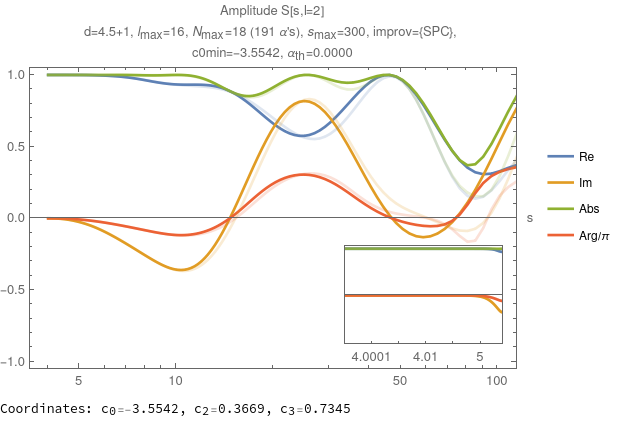 Amplitude S[s,l=2]
d=4.5+1, lmax=16, Nmax=18 (191 α's), smax=300, improv={SPC},
c0min=−3.5542, αth=0.0000
1.0
0.5
0.0
−0.5
−1.0
5
10
50
100
s
Re
Im
Abs
Arg/π
4.0001
4.01
5
Coordinates: c0=−3.5542, c2=0.3669, c3=0.7345